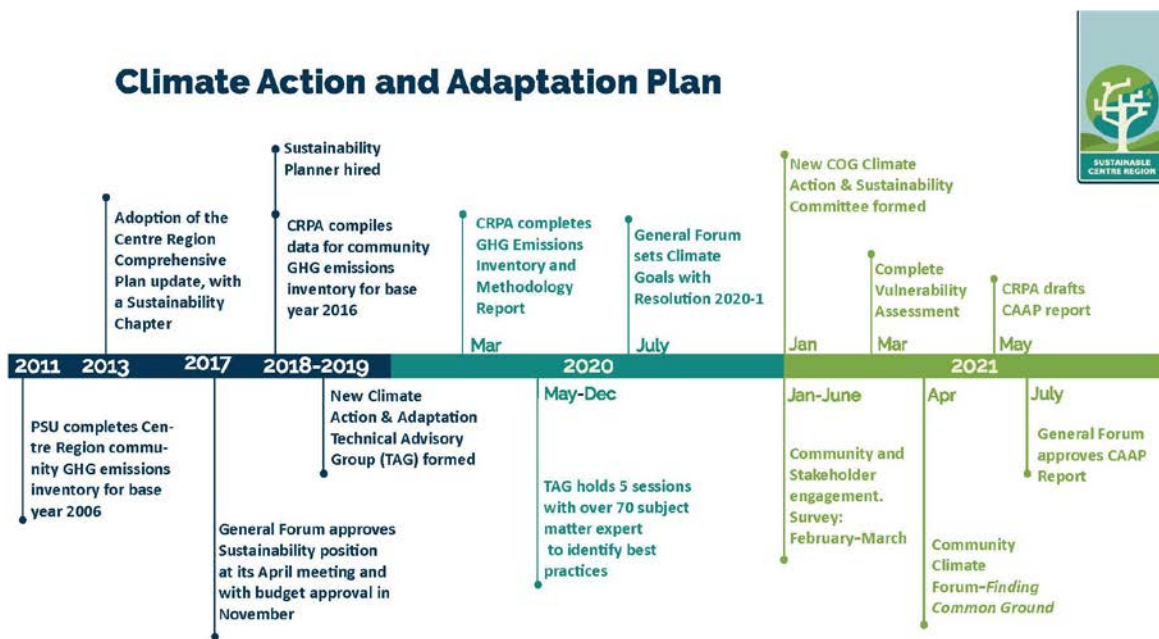 Climate Action and Adaptation Plan
SUSTAINABLE
CENTRE REGION
Sustainability
Planner hired
Adoption of the
Centre Region
Comprehensive
Plan update, with
a Sustainability
Chapter
CRPA compiles
data for community
GHG emissions
inventory for base
year 2016
CRPA completes
GHG Emissions
Inventory and
Methodology
Report
Mar
General Forum
sets Climate
Goals with
Resolution 2020-1
July
New COG Climate
Action & Sustainability
Committee formed
Jan
Complete
Vulnerability
Assessment
Mar
CRPA drafts
CAAP report
May
2011
2013
2017
2018-2019
2020
2021
PSU completes Cen-
tre Region commu-
nity GHG emissions
inventory for base
year 2006
General Forum approves
Sustainability position
at its April meeting and
with budget approval in
November
New Climate
Action & Adaptation
Technical Advisory
Group (TAG) formed
May-Dec
TAG holds 5 sessions
with over 70 subject
matter expert
to identify best
practices
Jan-June
Community and
Stakeholder
engagement.
Survey:
February–March
Apr
Community
Climate
Forum–Finding
Common Ground
July
General Forum
approves CAAP
Report